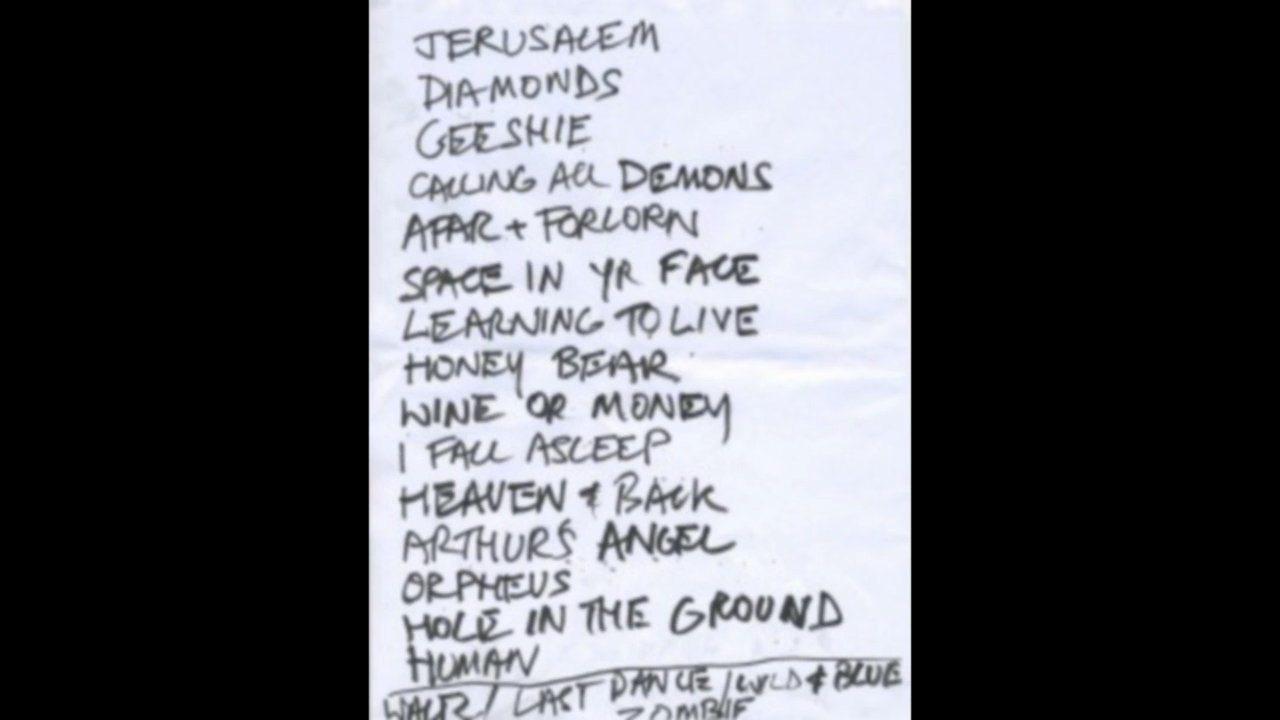 JERUSALEM
DIAMONDS
GEESHIE
CALLING ALL DEMONS
AFAR + FORLORN
SPACE IN YR FACE
LEARNING TO LIVE
HONEY BEAR
WINE OR MONEY
I FALL ASLEEP
HEAVEN & BACK
ARTHUR'S ANGEL
ORPHEUS
HOLE IN THE GROUND
HUMAN
WALTZ / LAST DANCE / WILD & BLUE
ZOMBIE